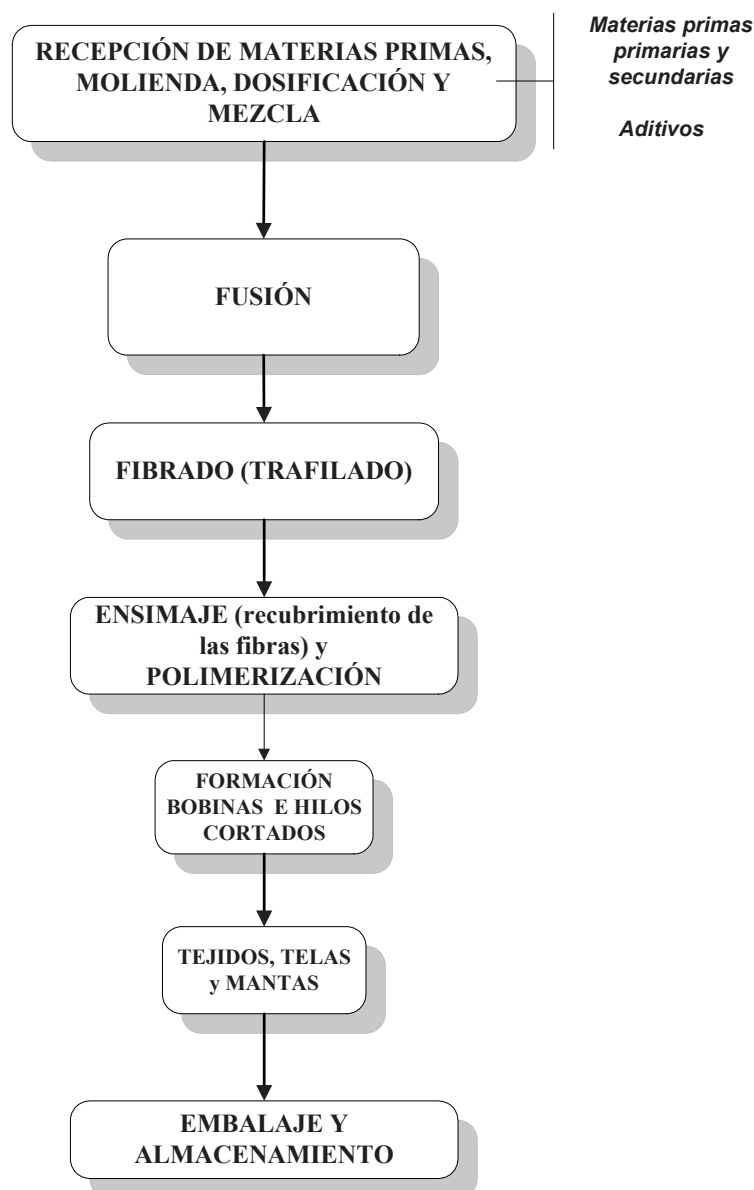 RECEPCIÓN DE MATERIAS PRIMAS,
MOLIENDA, DOSIFICACIÓN Y
MEZCLA
Materias primas
primarias y
secundarias
Aditivos
FUSIÓN
FIBRADO (TRAFILADO)
ENSIMAJE (recubrimiento de
las fibras) y
POLIMERIZACIÓN
FORMACIÓN
BOBINAS E HILOS
CORTADOS
TEJIDOS, TELAS
y MANTAS
EMBALAJE Y
ALMACENAMIENTO